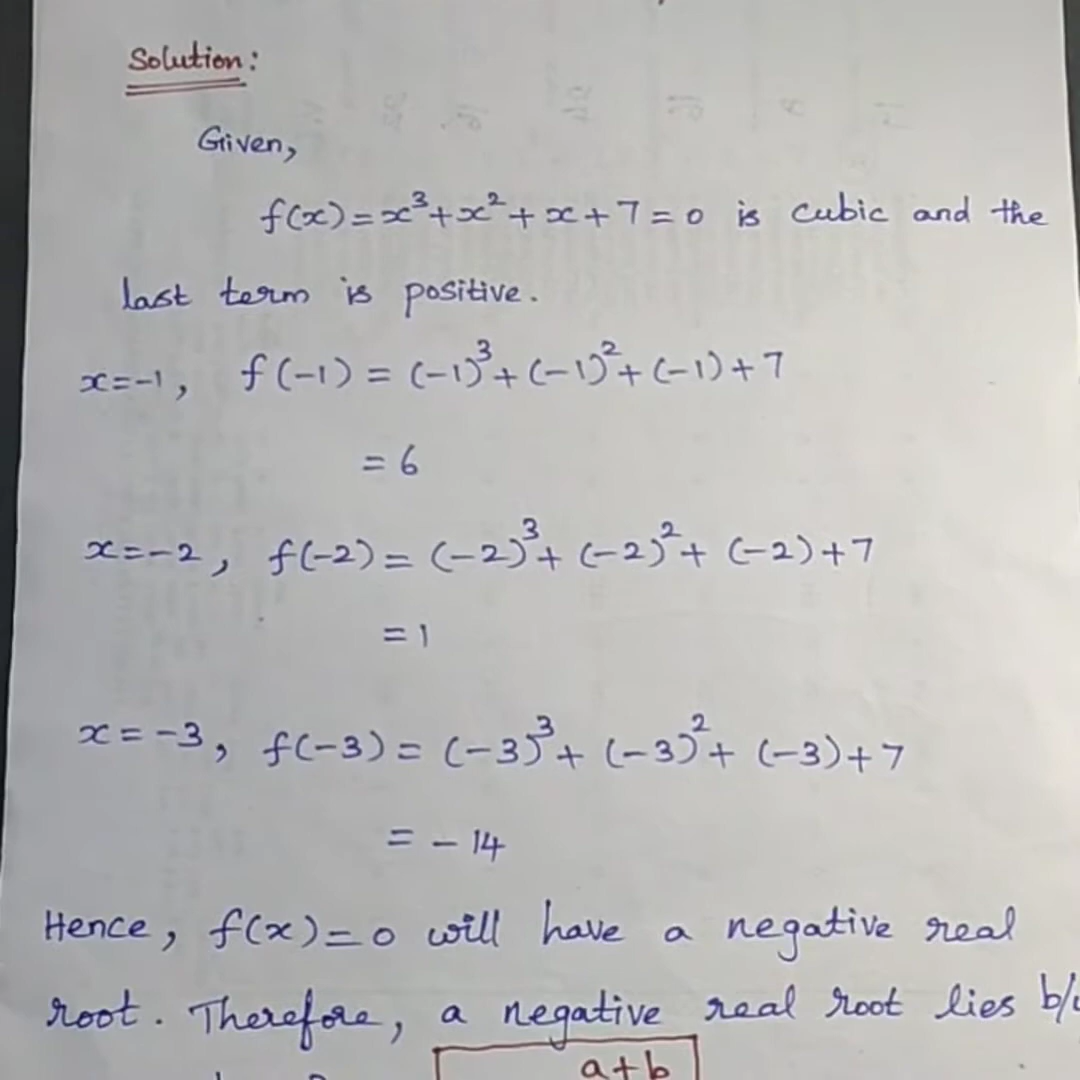 Solution:
Given,
f(x)=x³+x²+x+7=0 is cubic and the
last term is positive.
x=-1, f(-1) = (-1)³+(-1)²+(-1)+7
= 6
x=-2, f(-2) = (-2)³+ (-2)²+ (-2)+7
= 1
x=-3, f(-3) = (-3)³+ (-3)²+ (-3)+7
= - 14
Hence, f(x)=0 will have a negative real
root. Therefore, a negative real root lies
a+b